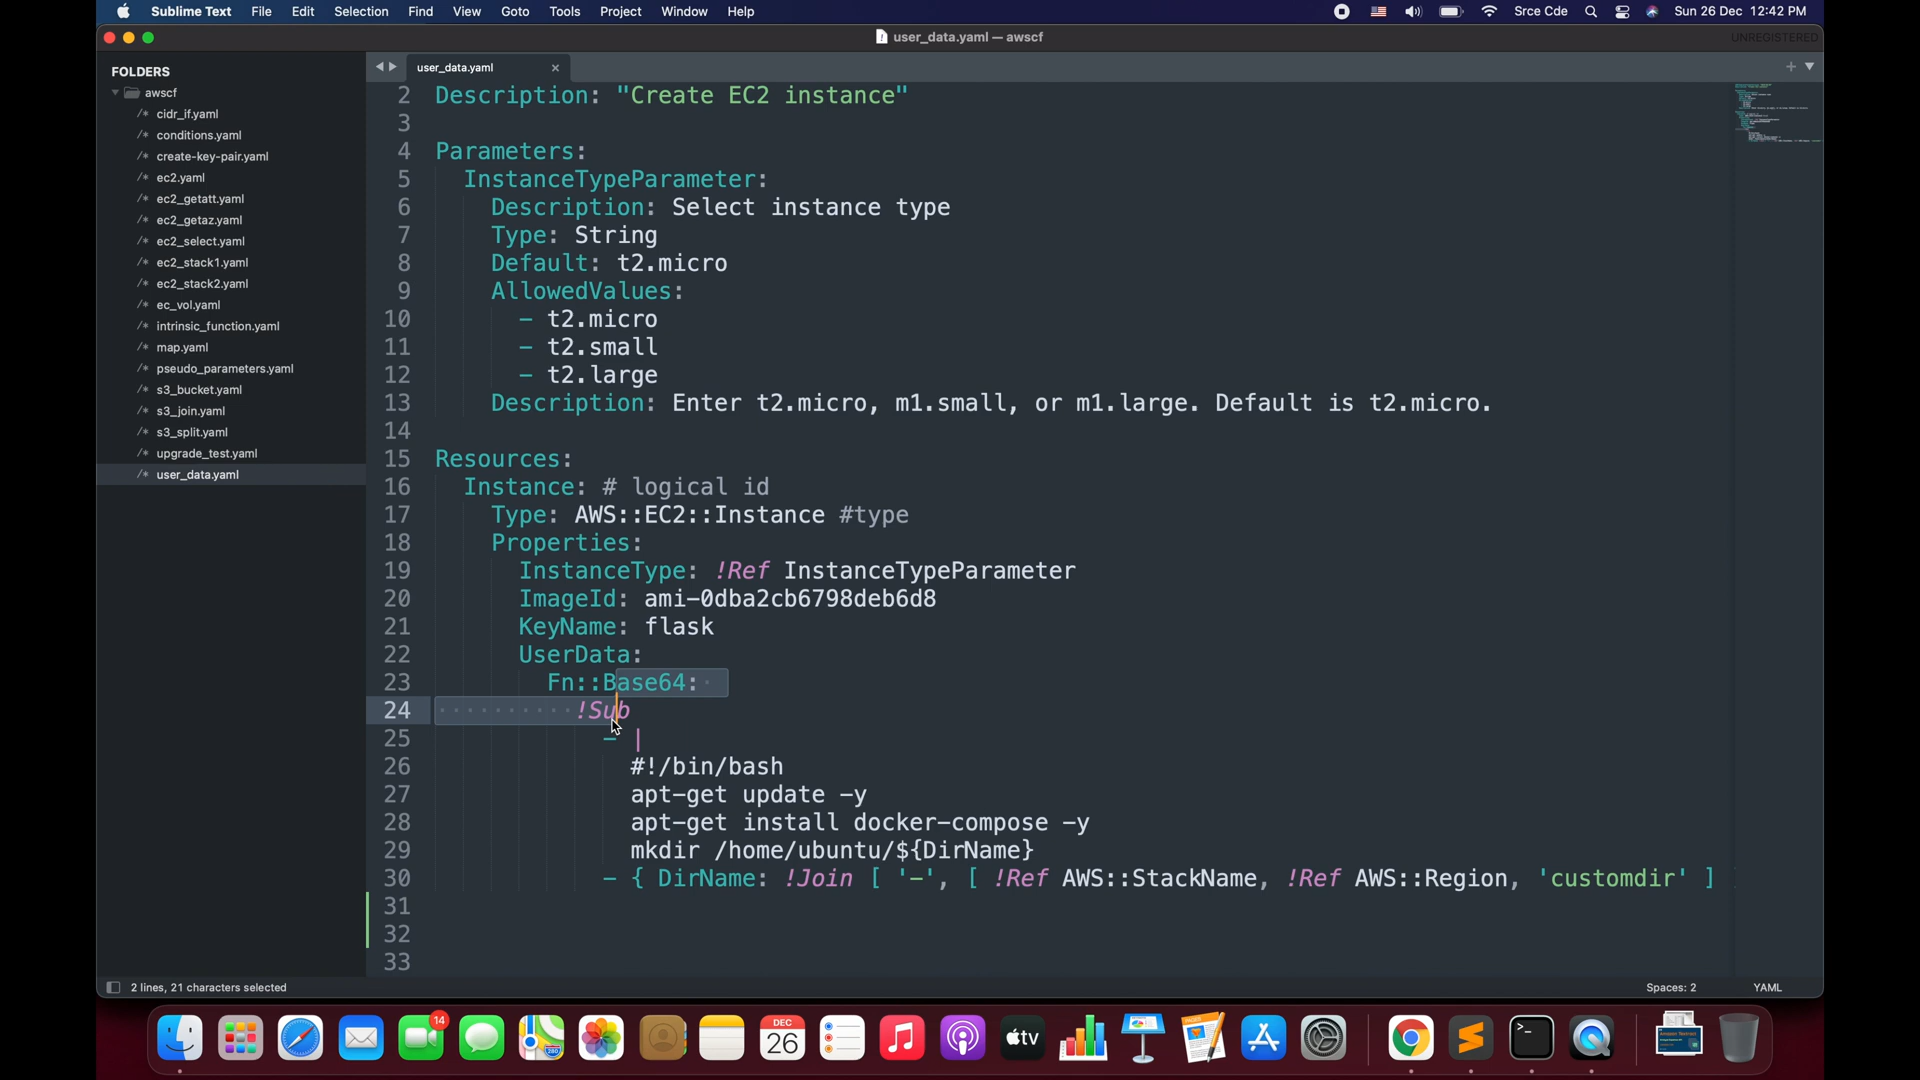 Sublime Text File Edit Selection Find View Goto Tools Project Window Help Srce Cde Sun 26 Dec 12:42 PM
user_data.yaml — awscf UNREGISTERED
FOLDERS
awscf
/* cidr_if.yaml
/* conditions.yaml
/* create-key-pair.yaml
/* ec2.yaml
/* ec2_getatt.yaml
/* ec2_getaz.yaml
/* ec2_select.yaml
/* ec2_stack1.yaml
/* ec2_stack2.yaml
/* ec_vol.yaml
/* intrinsic_function.yaml
/* map.yaml
/* pseudo_parameters.yaml
/* s3_bucket.yaml
/* s3_join.yaml
/* s3_split.yaml
/* upgrade_test.yaml
/* user_data.yaml
user_data.yaml ×
2 Description: "Create EC2 instance"
3
4 Parameters:
5 InstanceTypeParameter:
6 Description: Select instance type
7 Type: String
8 Default: t2.micro
9 AllowedValues:
10 - t2.micro
11 - t2.small
12 - t2.large
13 Description: Enter t2.micro, m1.small, or m1.large. Default is t2.micro.
14
15 Resources:
16 Instance: # logical id
17 Type: AWS::EC2::Instance #type
18 Properties:
19 InstanceType: !Ref InstanceTypeParameter
20 ImageId: ami-0dba2cb6798deb6d8
21 KeyName: flask
22 UserData:
23 Fn::Base64:
24 !Sub
25 - |
26 #!/bin/bash
27 apt-get update -y
28 apt-get install docker-compose -y
29 mkdir /home/ubuntu/${DirName}
30 - { DirName: !Join [ '-', [ !Ref AWS::StackName, !Ref AWS::Region, 'customdir' ]
31
32
33
2 lines, 21 characters selected Spaces: 2 YAML
14
DEC
26
tv
280